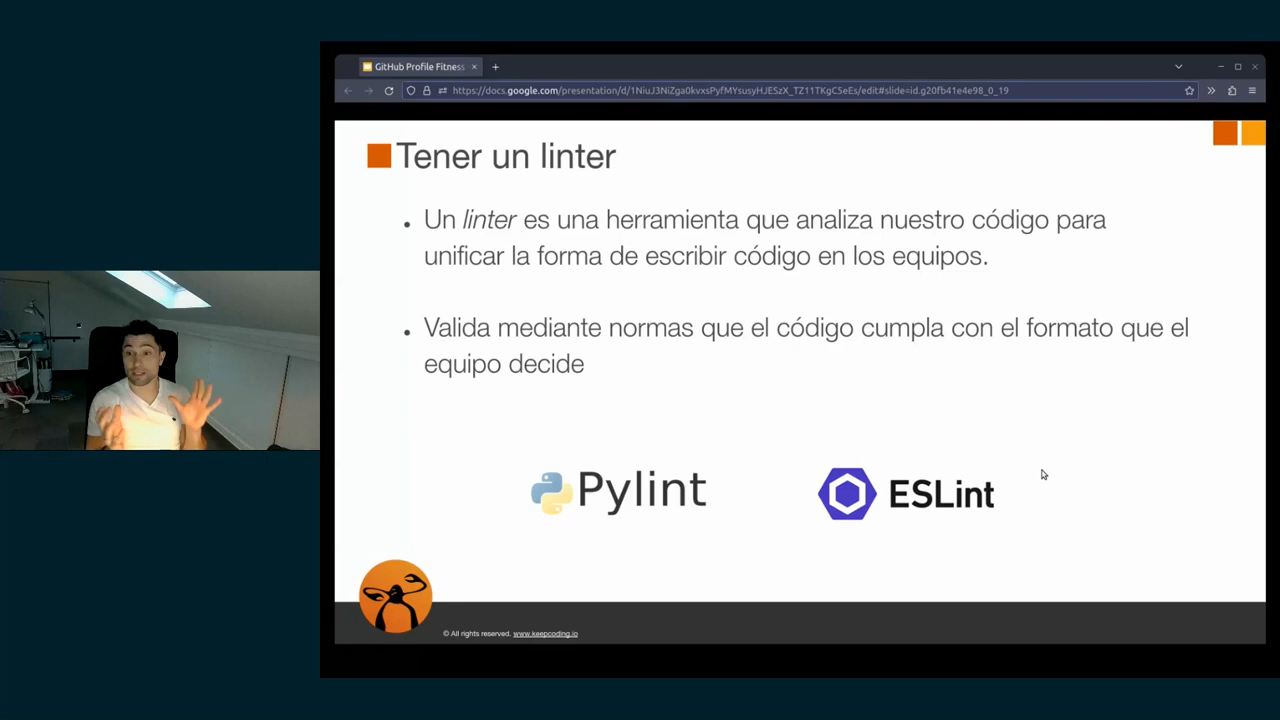 GitHub Profile Fitness
https://docs.google.com/presentation/d/1NiuJ3NiZga0kvxsPyfMYsusyHJESzX_TZ11TKgC5eEs/edit#slide=id.g20fb41e4e98_0_19
Tener un linter
• Un linter es una herramienta que analiza nuestro código para
unificar la forma de escribir código en los equipos.
• Valida mediante normas que el código cumpla con el formato que el
equipo decide
Pylint
ESLint
© All rights reserved. www.keepcoding.io